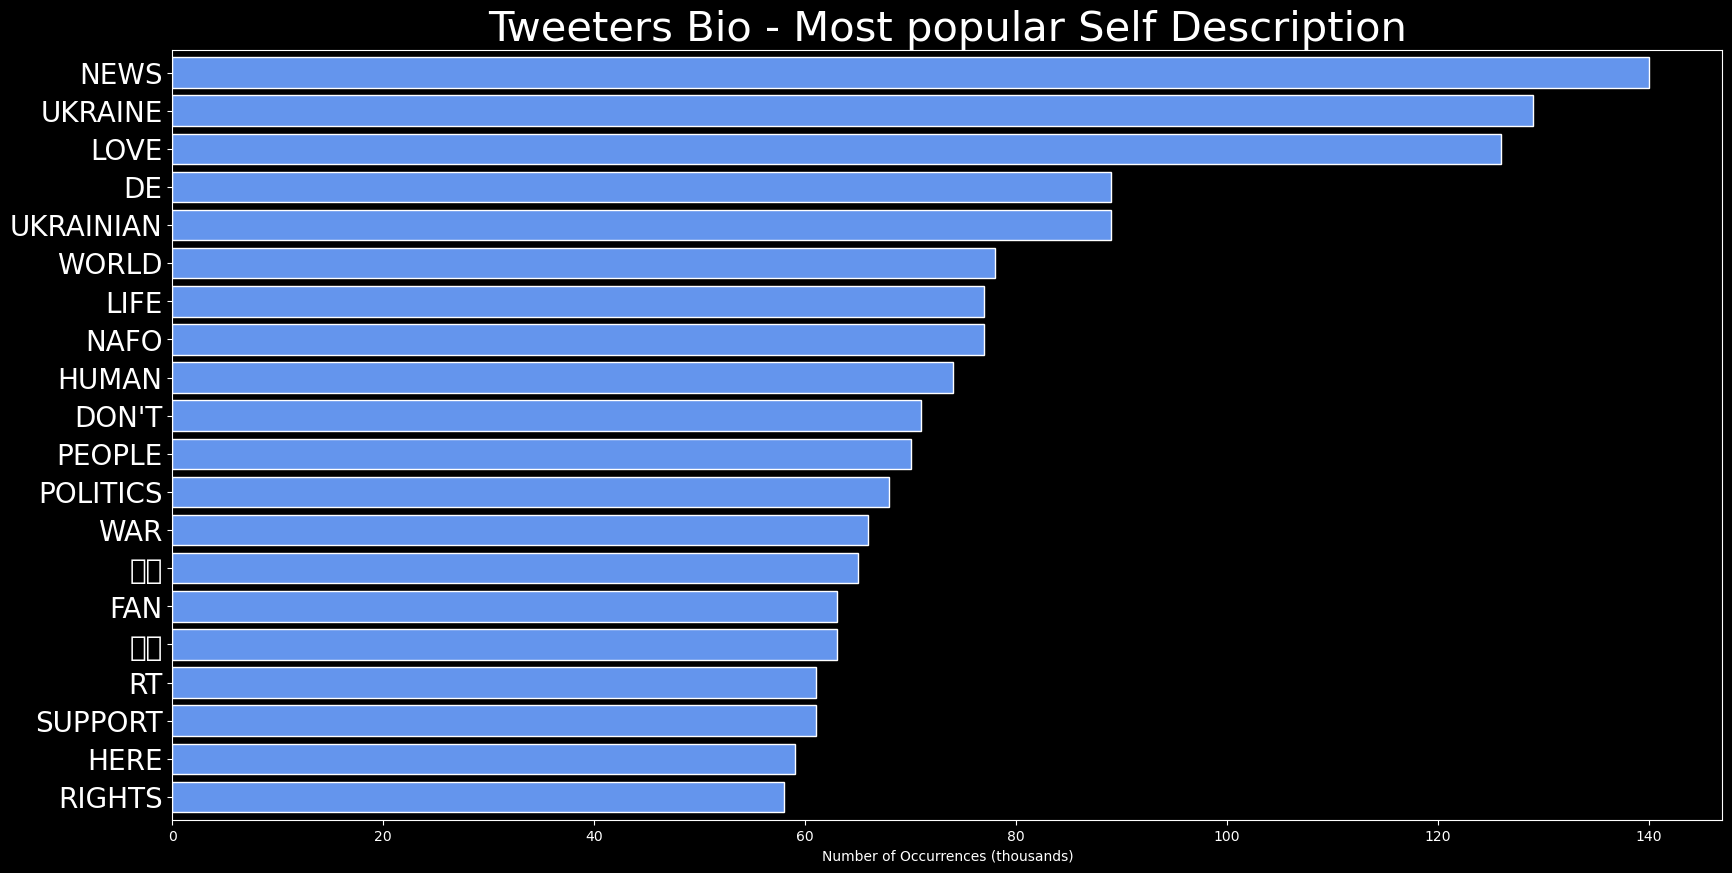 Tweeters Bio - Most popular Self Description
NEWS
UKRAINE
LOVE
DE
UKRAINIAN
WORLD
LIFE
NAFO
HUMAN
DON'T
PEOPLE
POLITICS
WAR
FAN
RT
SUPPORT
HERE
RIGHTS
0 20 40 60 80 100 120 140
Number of Occurrences (thousands)